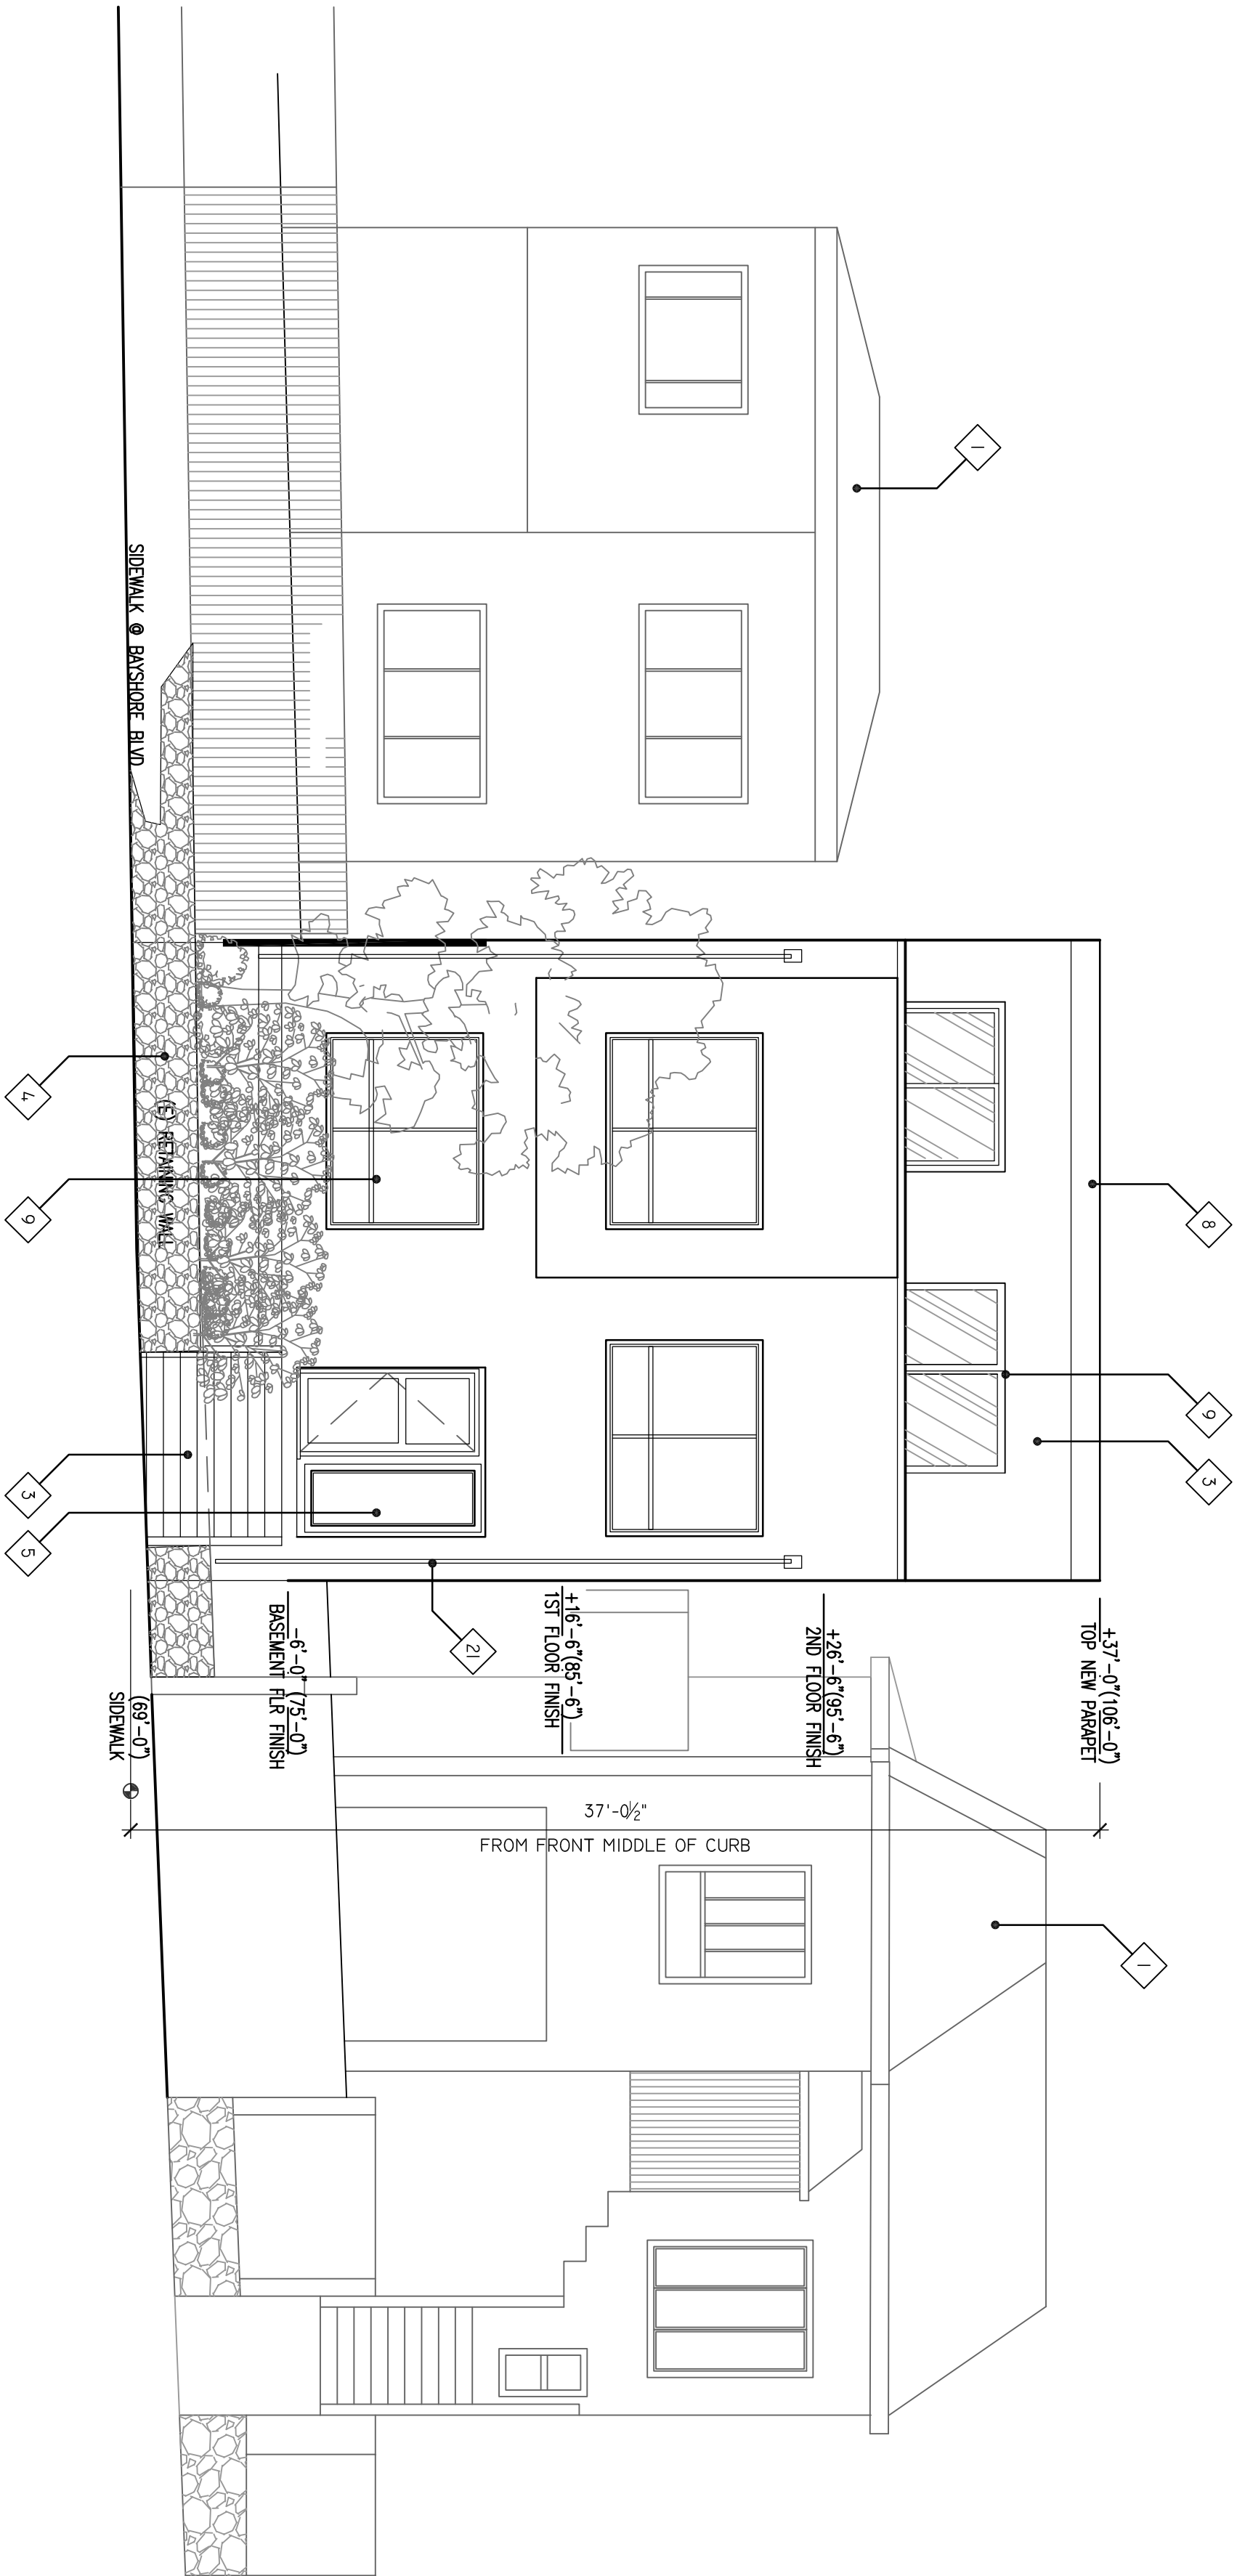 1
8
9
3
1
+37'-0"(106'-0")
TOP NEW PARAPET
+26'-6"(95'-6")
2ND FLOOR FINISH
+16'-6"(85'-6")
1ST FLOOR FINISH
21
-6'-0" (75'-0")
BASEMENT FLR FINISH
(69'-0")
SIDEWALK
37'-0½"
FROM FRONT MIDDLE OF CURB
SIDEWALK @ BAYSHORE BLVD
(E) RETAINING WALL
4
9
3
5